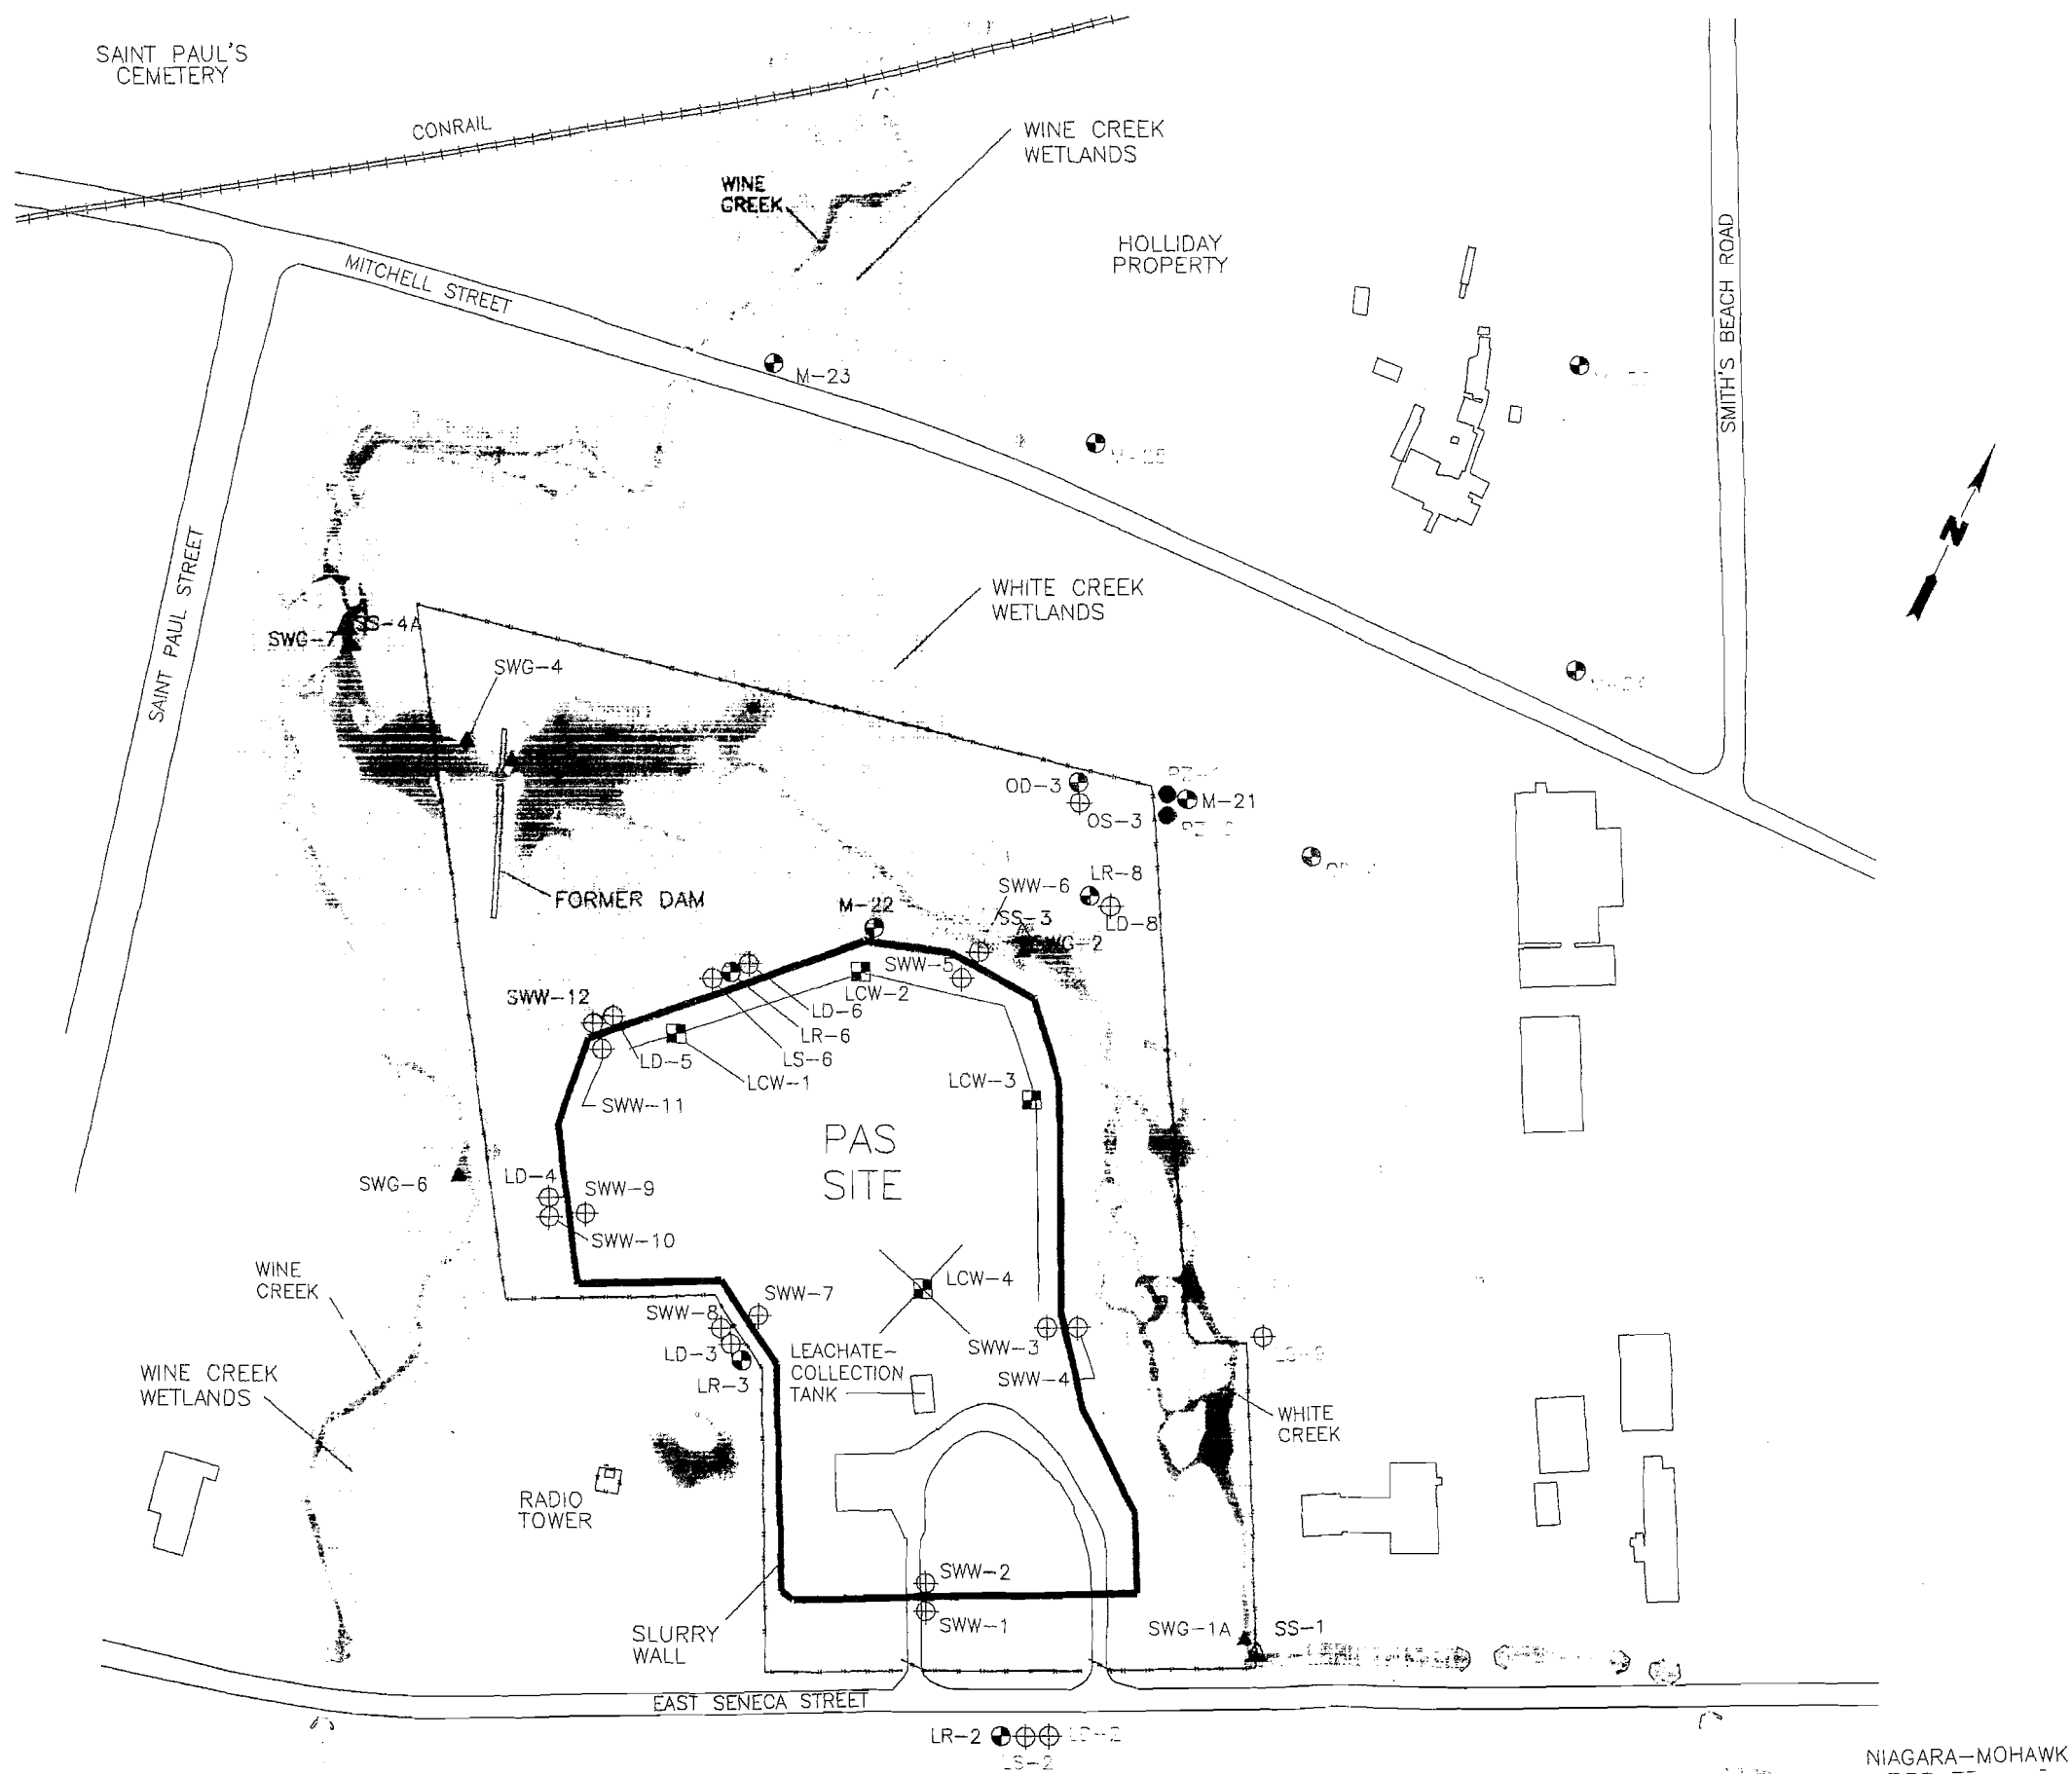 SAINT PAUL'S
CEMETERY
CONRAIL
WINE CREEK
WETLANDS
WINE
CREEK
HOLLIDAY
PROPERTY
MITCHELL STREET
SMITH'S BEACH ROAD
M-23
N
SAINT PAUL STREET
WHITE CREEK
WETLANDS
SS-4A
SWG-7
SWG-4
OD-3
M-21
OS-3
LR-8
SWW-6
FORMER DAM
M-22
SS-3
LD-8
SWG-2
SWW-5
LCW-2
SWW-12
LD-6
LR-6
LD-5
LS-6
LCW-1
LCW-3
SWW-11
PAS
SITE
LD-4
SWG-6
SWW-9
SWW-10
WINE
CREEK
LCW-4
SWW-7
SWW-8
LD-3
LEACHATE-
COLLECTION
TANK
SWW-3
LR-3
SWW-4
WINE CREEK
WETLANDS
WHITE
CREEK
RADIO
TOWER
SWW-2
SWW-1
SLURRY
WALL
SWG-1A
SS-1
EAST SENECA STREET
LR-2
LS-2
NIAGARA-MOHAWK